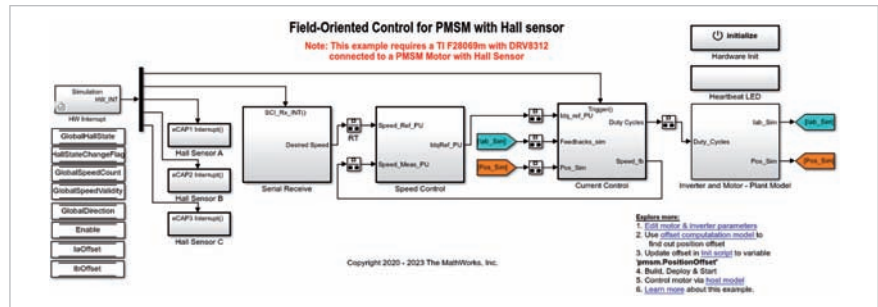 Field-Oriented Control for PMSM with Hall sensor
Note: This example requires a TI F28069m with DRV8312
connected to a PMSM Motor with Hall Sensor
initialize
Hardware Init
Heartbeat LED
Simulation
HW_INT
HW Interrupt
GlobalHallState
HallStateChangeFlag
GlobalSpeedCount
GlobalSpeedValidity
GlobalDirection
Enable
IaOffset
IbOffset
eCAP1 Interrupt()
Hall Sensor A
eCAP2 Interrupt()
Hall Sensor B
eCAP3 Interrupt()
Hall Sensor C
SCI_Rx_INT()
Desired Speed
Serial Receive
RT
Speed_Ref_PU
IdqRef_PU
Speed_Meas_PU
Speed Control
[Iab_Sim]
[Pos_Sim]
Trigger()
Idq_ref_PU
Duty Cycles
Feedbacks_sim
Pos_Sim
Speed_fb
Current Control
Duty_Cycles
Iab_Sim
Pos_Sim
Inverter and Motor - Plant Model
[Iab_Sim]
[Pos_Sim]
Explore more:
1. Edit motor & inverter parameters
2. Use offset computatation model to
find out position offset
3. Update offset in init script to variable
'pmsm.PositionOffset'
4. Build, Deploy & Start
5. Control motor via host model
6. Learn more about this example.
Copyright 2020 - 2023 The MathWorks, Inc.